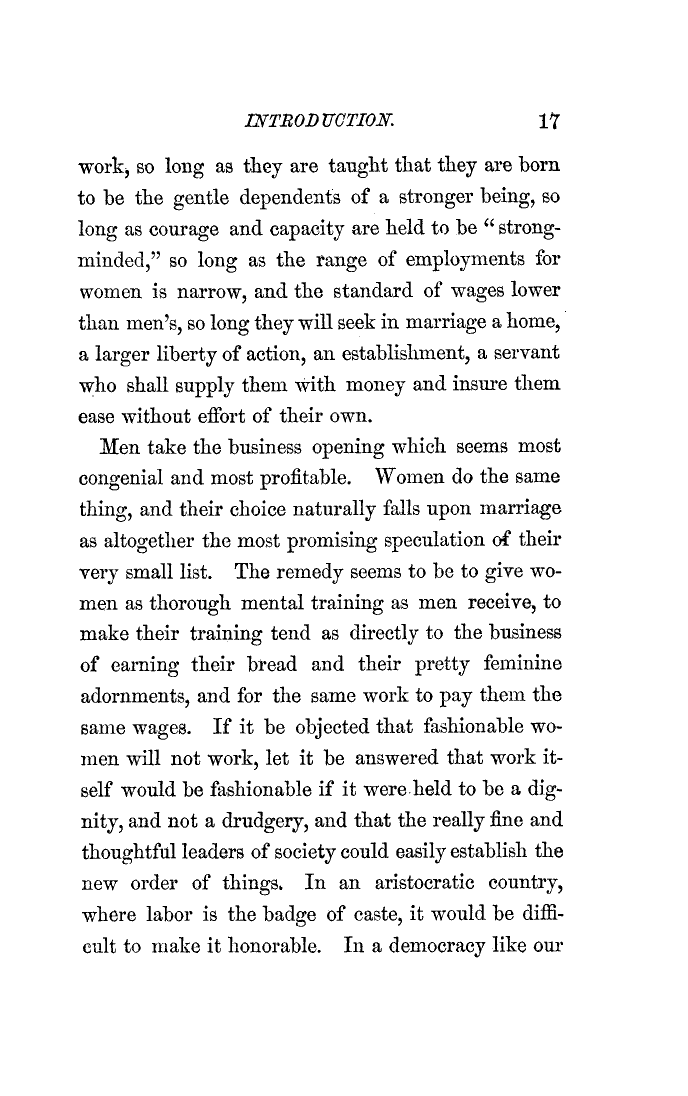 INTRODUCTION. 17
work, so long as they are taught that they are born
to be the gentle dependents of a stronger being, so
long as courage and capacity are held to be “strong-
minded,” so long as the range of employments for
women is narrow, and the standard of wages lower
than men’s, so long they will seek in marriage a home,
a larger liberty of action, an establishment, a servant
who shall supply them with money and insure them
ease without effort of their own.
Men take the business opening which seems most
congenial and most profitable. Women do the same
thing, and their choice naturally falls upon marriage
as altogether the most promising speculation of their
very small list. The remedy seems to be to give wo-
men as thorough mental training as men receive, to
make their training tend as directly to the business
of earning their bread and their pretty feminine
adornments, and for the same work to pay them the
same wages. If it be objected that fashionable wo-
men will not work, let it be answered that work it-
self would be fashionable if it were held to be a dig-
nity, and not a drudgery, and that the really fine and
thoughtful leaders of society could easily establish the
new order of things. In an aristocratic country,
where labor is the badge of caste, it would be diffi-
cult to make it honorable. In a democracy like our